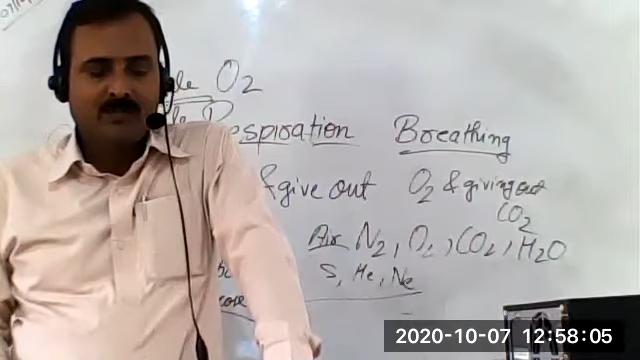 O2
Respiration Breathing
& give out O2 & giving out
CO2
Air N2, O2, CO2, H2O
S, He, Ne
2020-10-07 12:58:05